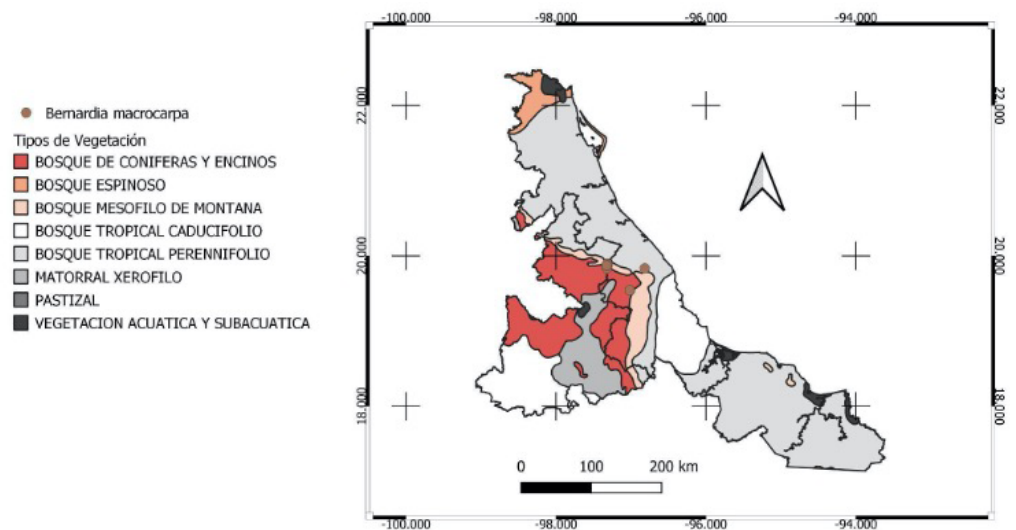 -100.000 -98.000 -96.000 -94.000
Bernardia macrocarpa
Tipos de Vegetación
BOSQUE DE CONIFERAS Y ENCINOS
BOSQUE ESPINOSO
BOSQUE MESOFILO DE MONTANA
BOSQUE TROPICAL CADUCIFOLIO
BOSQUE TROPICAL PERENNIFOLIO
MATORRAL XEROFILO
PASTIZAL
VEGETACION ACUATICA Y SUBACUATICA
22.000
20.000
18.000
22.000
20.000
18.000
0 100 200 km
-100.000 -98.000 -96.000 -94.000